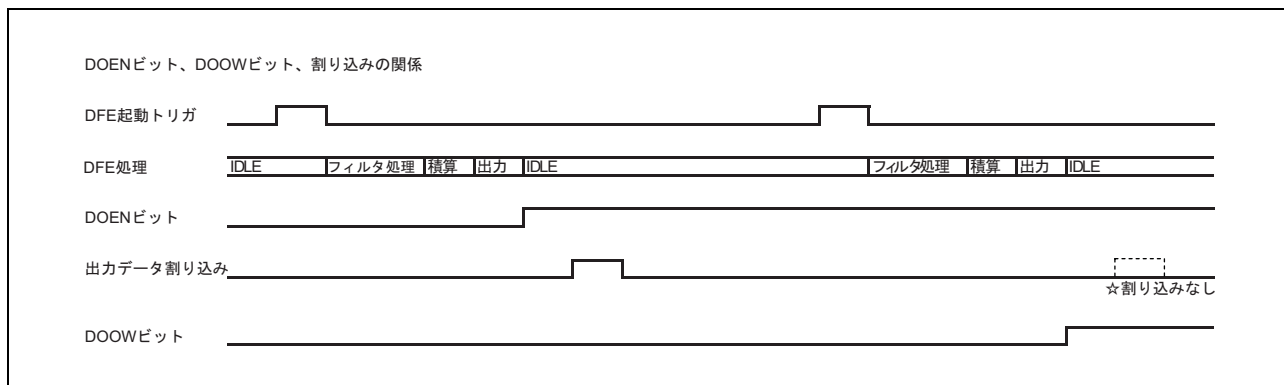 DOENビット、DOOWビット、割り込みの関係
DFE起動トリガ
DFE処理 IDLE フィルタ処理 積算 出力 IDLE フィルタ処理 積算 出力 IDLE
DOENビット
出力データ割り込み
☆割り込みなし
DOOWビット